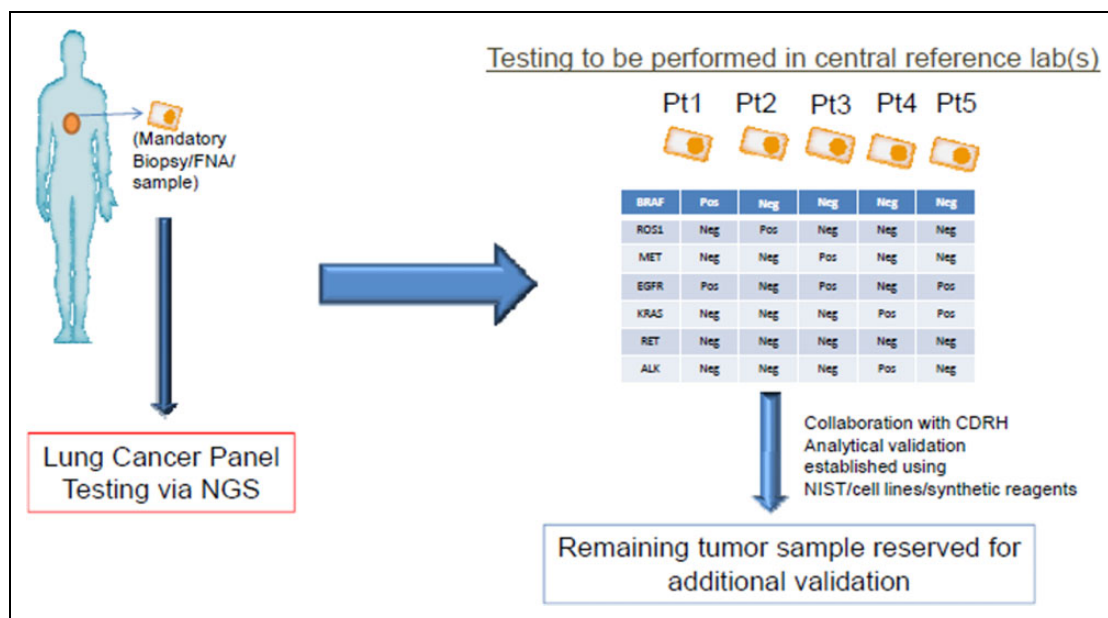 Testing to be performed in central reference lab(s)
Pt1 Pt2 Pt3 Pt4 Pt5
(Mandatory
Biopsy/FNA/
sample)
BRAF Pos Neg Neg Neg Neg
ROS1 Neg Pos Neg Neg Neg
MET Neg Neg Pos Neg Neg
EGFR Pos Neg Pos Neg Pos
KRAS Neg Neg Neg Pos Pos
RET Neg Neg Neg Neg Neg
ALK Neg Neg Neg Pos Neg
Lung Cancer Panel
Testing via NGS
Collaboration with CDRH
Analytical validation
established using
NIST/cell lines/synthetic reagents
Remaining tumor sample reserved for
additional validation